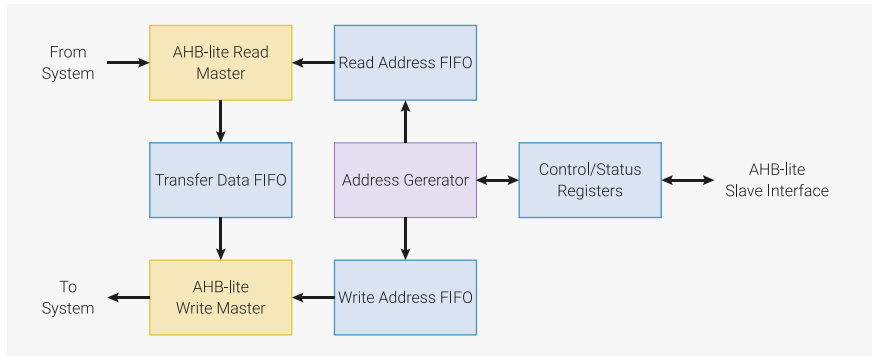 From
System
AHB-lite Read
Master
Read Address FIFO
Transfer Data FIFO
Address Gererator
Control/Status
Registers
AHB-lite
Slave Interface
To
System
AHB-lite
Write Master
Write Address FIFO